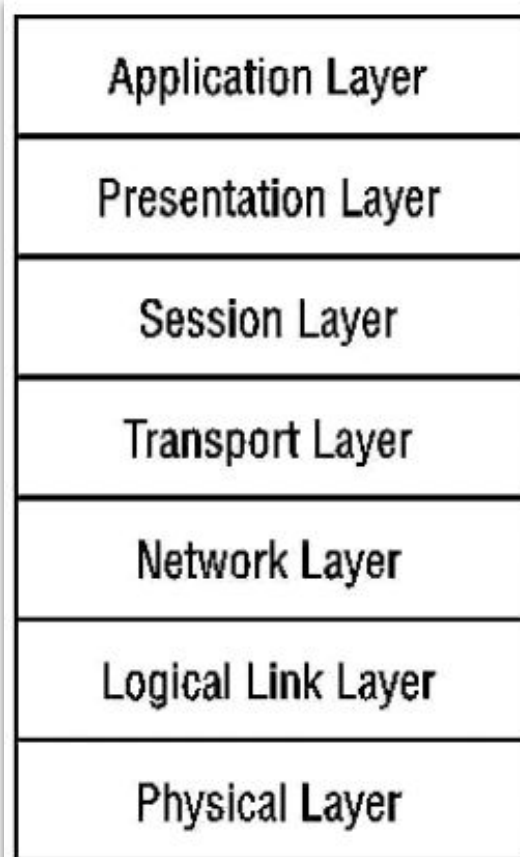 Application Layer
Presentation Layer
Session Layer
Transport Layer
Network Layer
Logical Link Layer
Physical Layer